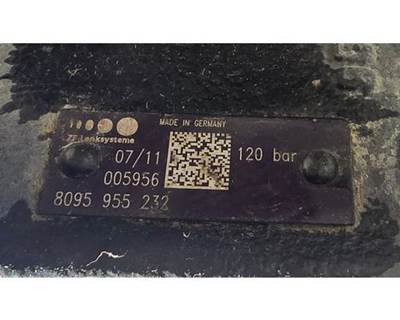 MADE IN GERMANY
ZF Lenksysteme
07/11
120 bar
005956
8095 955 232